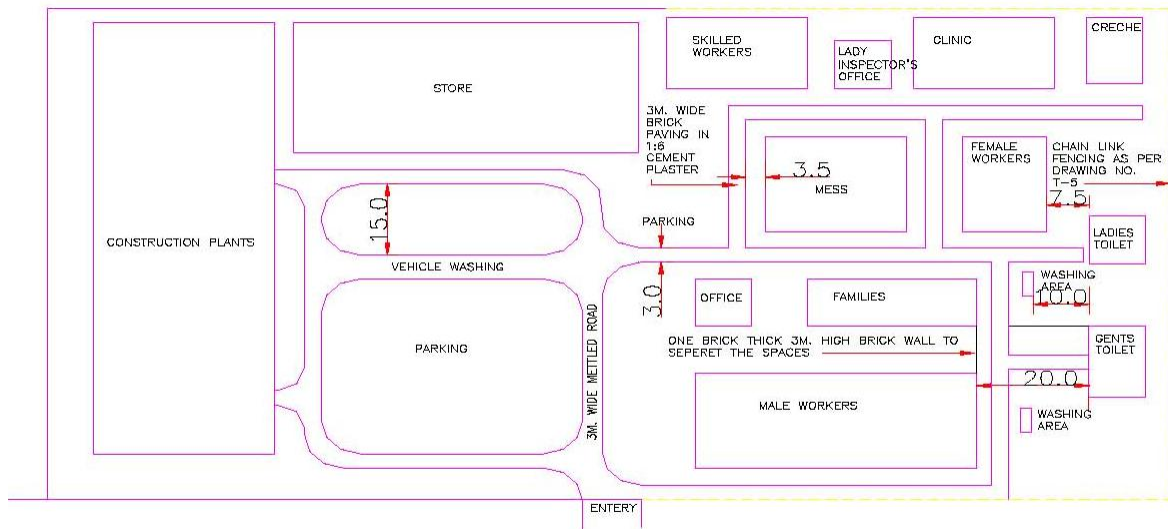 SKILLED
WORKERS
LADY
INSPECTOR'S
OFFICE
CLINIC
CRECHE
STORE
3M. WIDE
BRICK
PAVING IN
1:6
CEMENT
PLASTER
3.5
MESS
FEMALE
WORKERS
CHAIN LINK
FENCING AS PER
DRAWING NO.
T-5
7.5
15.0
CONSTRUCTION PLANTS
PARKING
LADIES
TOILET
VEHICLE WASHING
3.0
OFFICE
FAMILIES
WASHING
AREA
10.0
PARKING
3M. WIDE METTLED ROAD
ONE BRICK THICK 3M. HIGH BRICK WALL TO
SEPERET THE SPACES
GENTS
TOILET
20.0
MALE WORKERS
WASHING
AREA
ENTERY